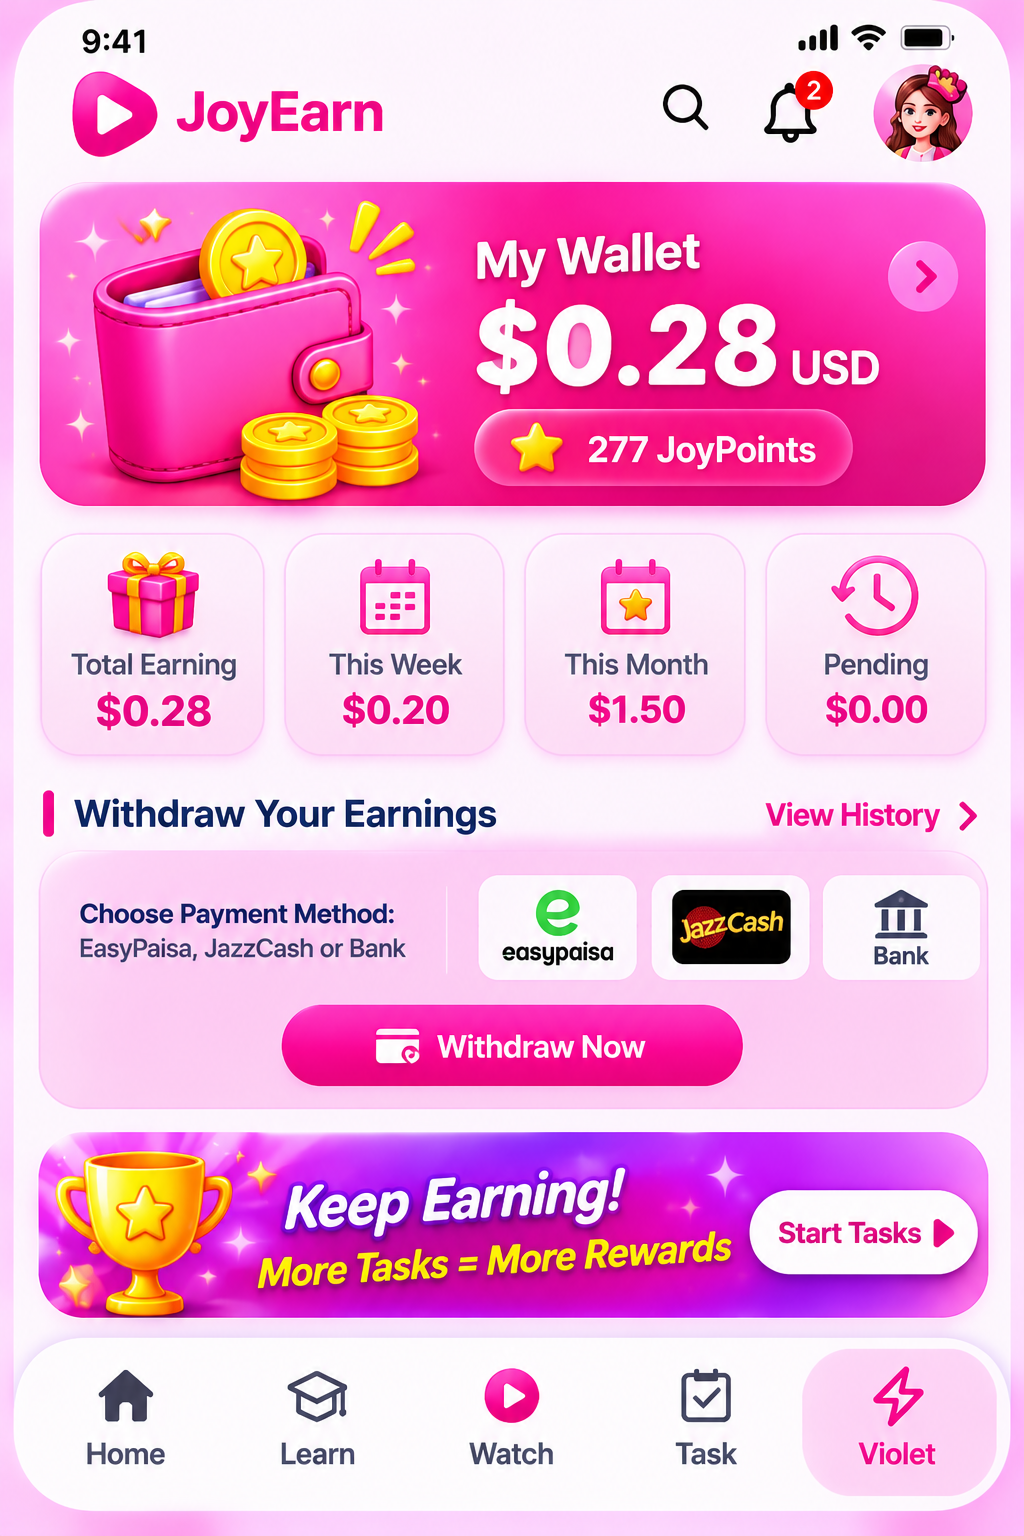 9:41
JoyEarn
2
My Wallet
$0.28 USD
277 JoyPoints
Total Earning
$0.28
This Week
$0.20
This Month
$1.50
Pending
$0.00
Withdraw Your Earnings
View History
Choose Payment Method:
EasyPaisa, JazzCash or Bank
easypaisa
JazzCash
Bank
Withdraw Now
Keep Earning!
More Tasks = More Rewards
Start Tasks
Home
Learn
Watch
Task
Violet